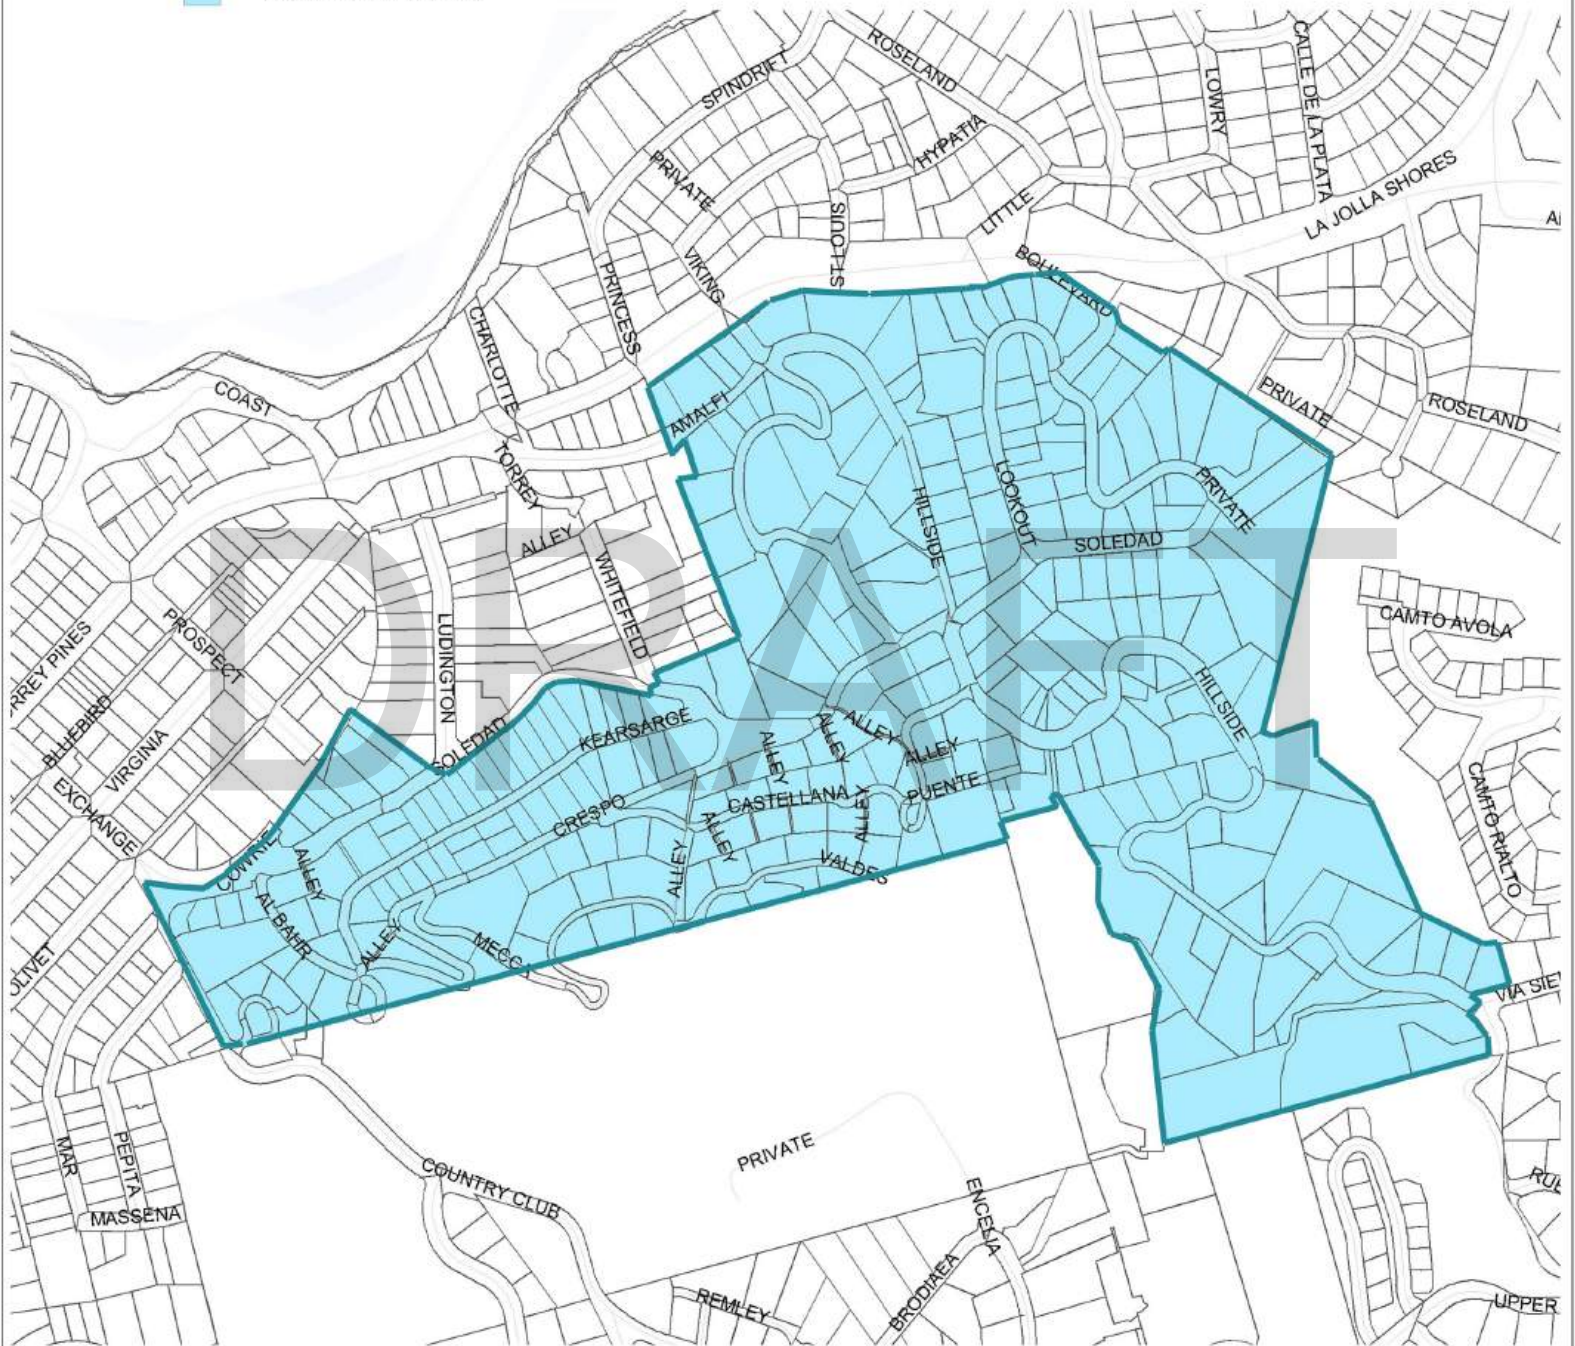 ROSELAND
SPINDRIFT
LOWRY
CALLE DE LA PLATA
HYPATIA
PRIVATE
LA JOLLA SHORES
LITTLE
ST LOUIS
VIKING
PRINCESS
BOULEVARD
CHARLOTTE
COAST
AMALFI
PRIVATE
ROSELAND
TORREY
ALLEY
HILLSIDE
LOOKOUT
PRIVATE
SOLEDAD
WHITEFIELD
DRAFT
CAMTO AVOLA
PROSPECT
LUDINGTON
RREY PINES
BLUEBIRD
VIRGINIA
EXCHANGE
SOLEDAD
KEARSARGE
HILLSIDE
ALLEY
ALLEY
ALLEY
ALLEY
CASTELLANA
PUENTE
CRESPO
ALLEY
ALLEY
ALLEY
VALDES
CAMTO RIALTO
COWRIE
ALLEY
AL BAHR
ALLEY
MECCA
OLIVET
VIA SIE
MAR
PEPITA
MASSENA
COUNTRY CLUB
PRIVATE
ENCELIA
BRODIAEA
REMLEY
UPPER